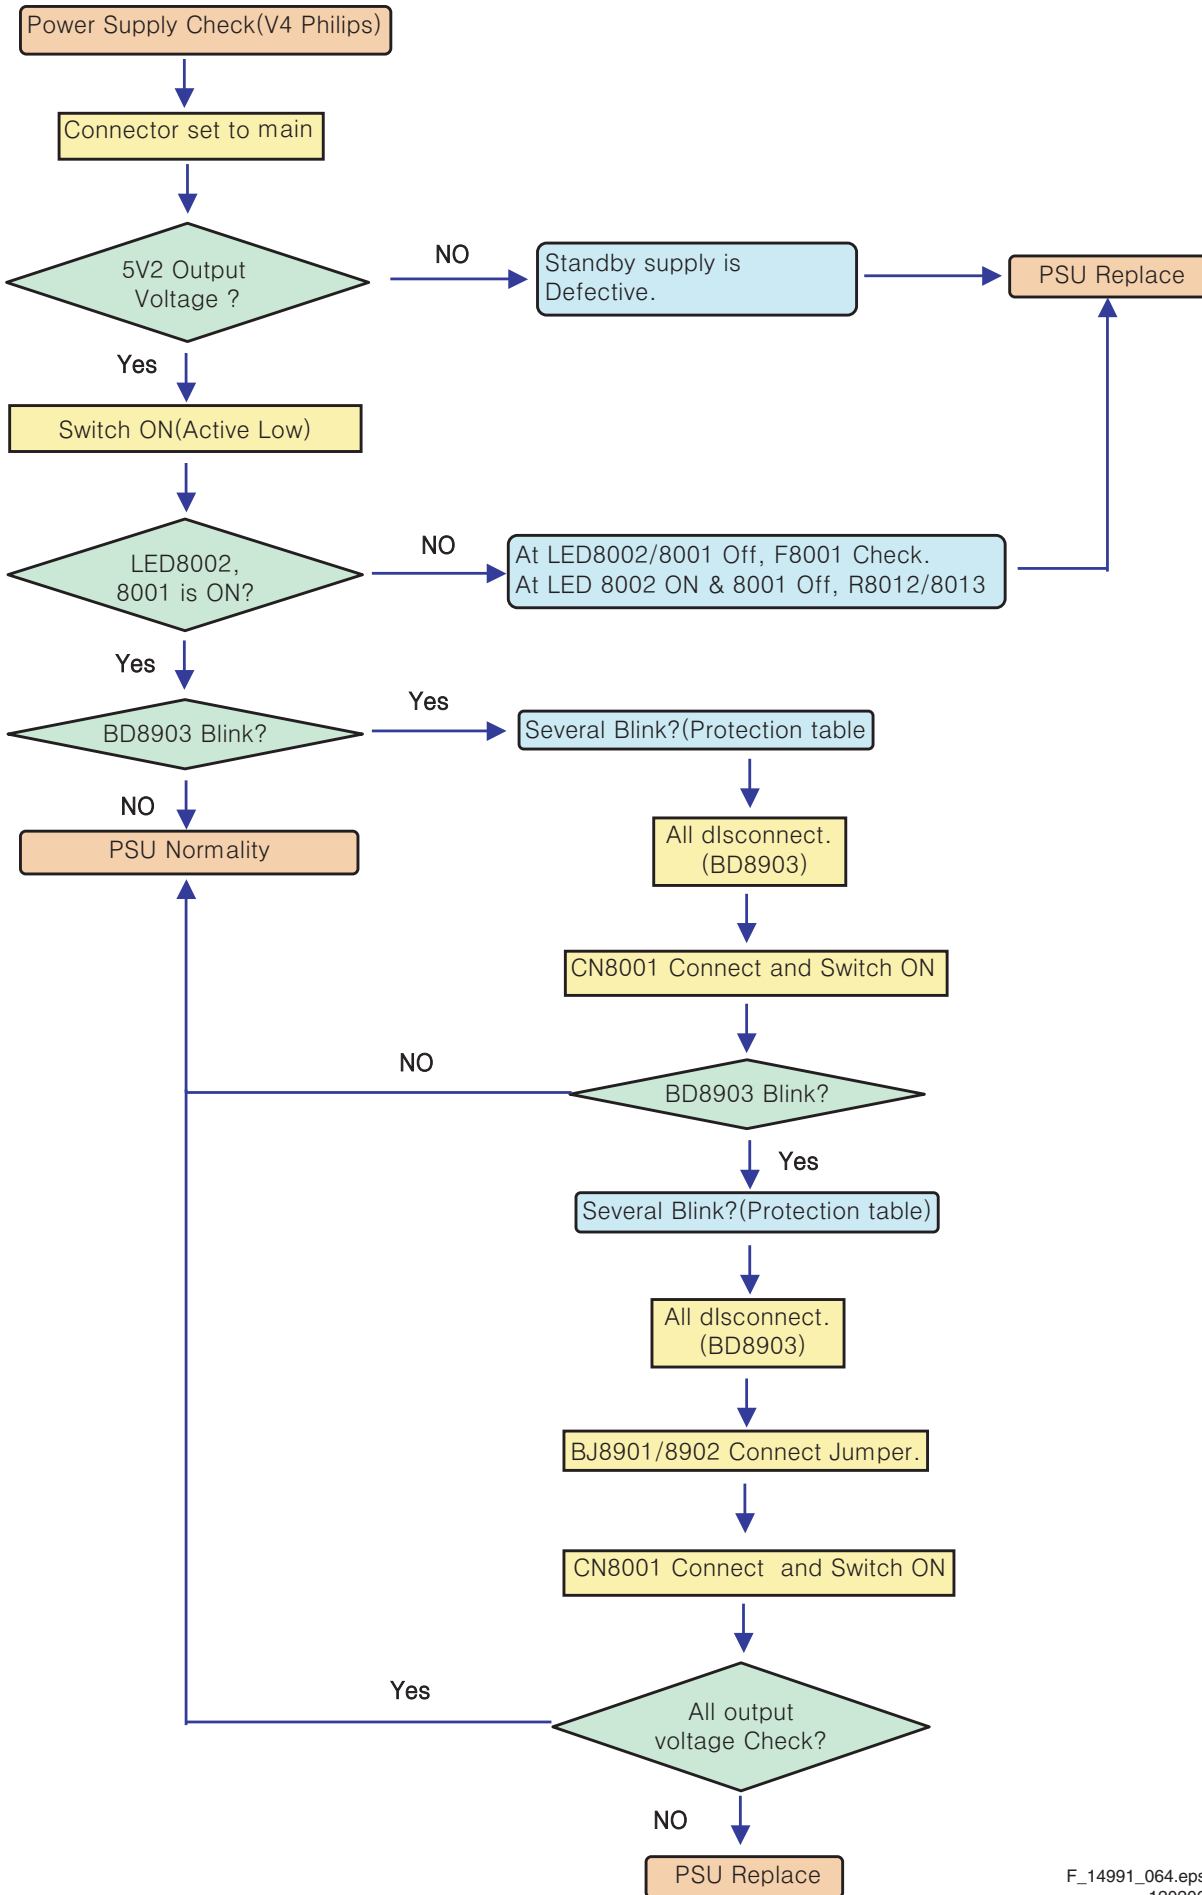 Power Supply Check(V4 Philips)
Connector set to main
5V2 Output
Voltage ?
NO
Standby supply is
Defective.
PSU Replace
Yes
Switch ON(Active Low)
LED8002,
8001 is ON?
NO
At LED8002/8001 Off, F8001 Check.
At LED 8002 ON & 8001 Off, R8012/8013
Yes
BD8903 Blink?
Yes
Several Blink?(Protection table
NO
PSU Normality
All dIsconnect.
(BD8903)
CN8001 Connect and Switch ON
NO
BD8903 Blink?
Yes
Several Blink?(Protection table)
All dIsconnect.
(BD8903)
BJ8901/8902 Connect Jumper.
CN8001 Connect and Switch ON
Yes
All output
voltage Check?
NO
PSU Replace
F_14991_064.eps